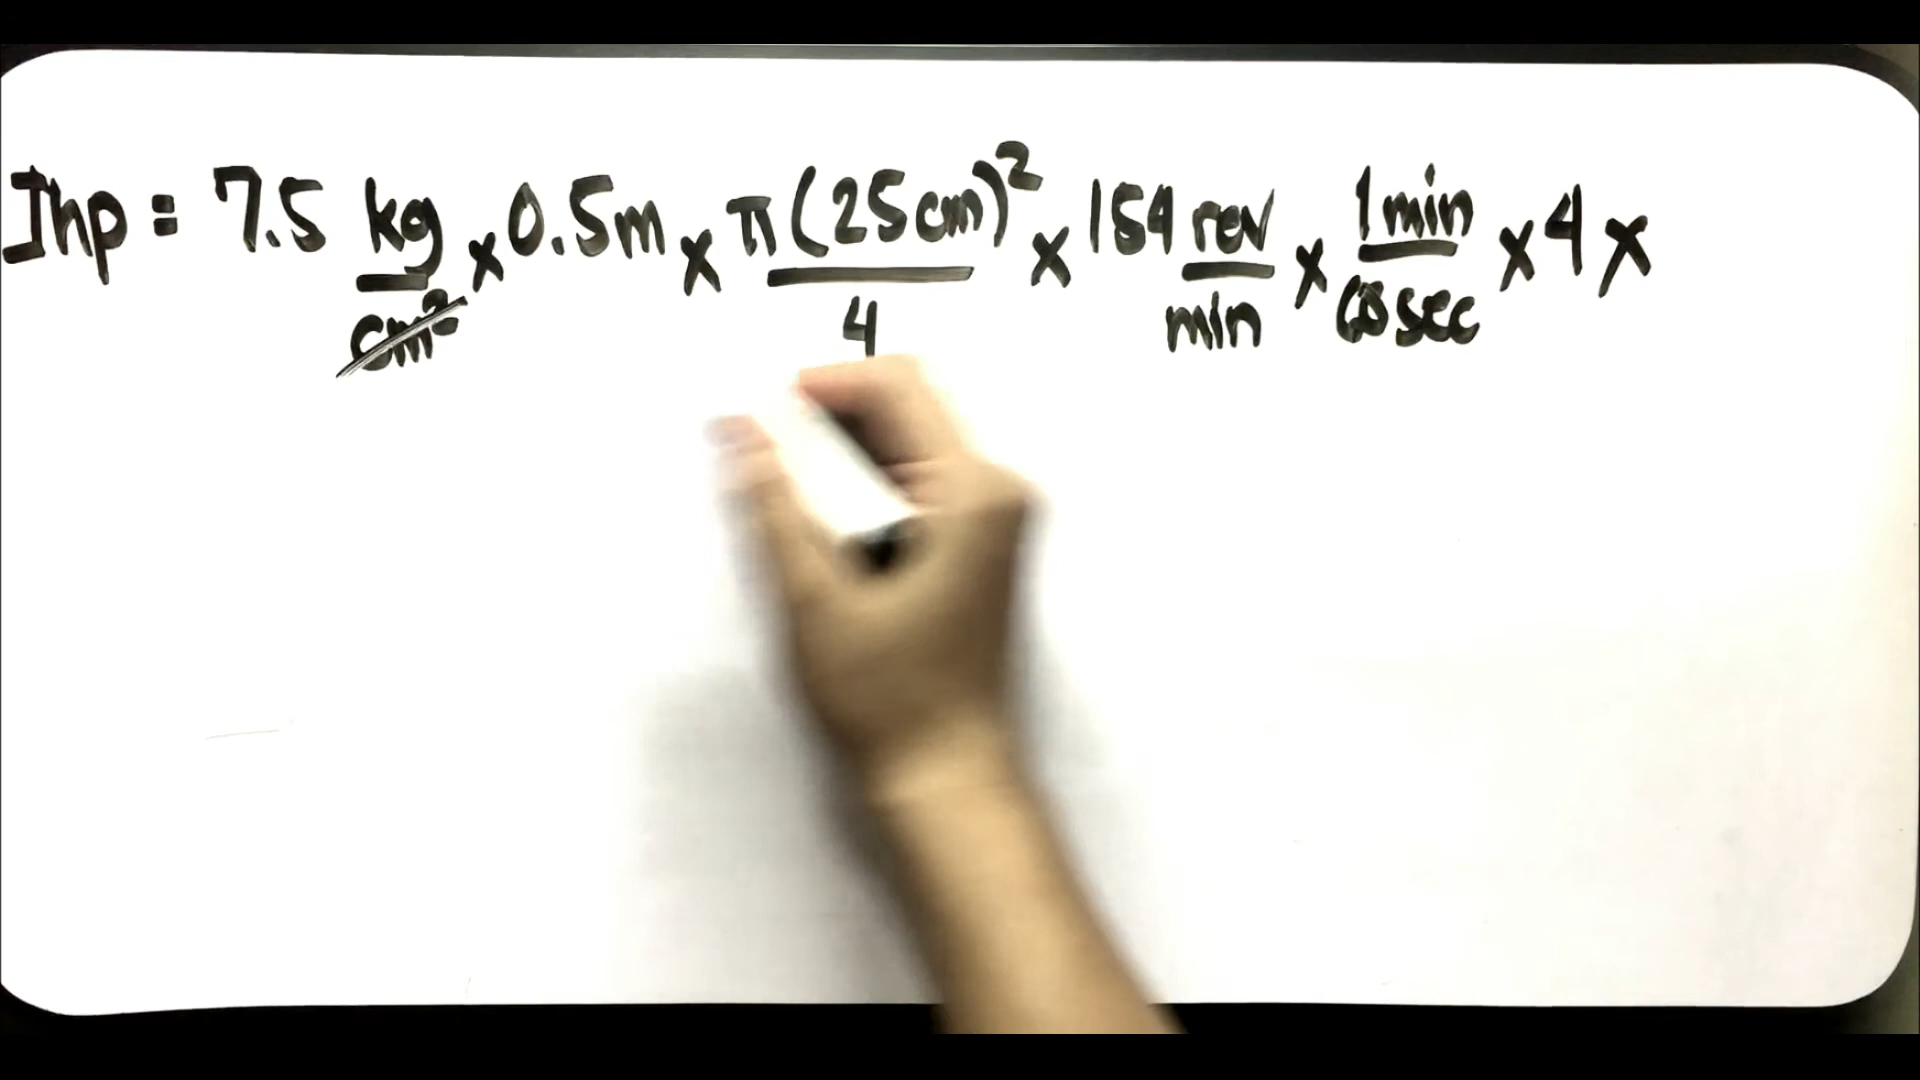 Ihp = 7.5 kg/cm² x 0.5m x π(25cm)²/4 x 154 rev/min x 1min/60sec x 4 x